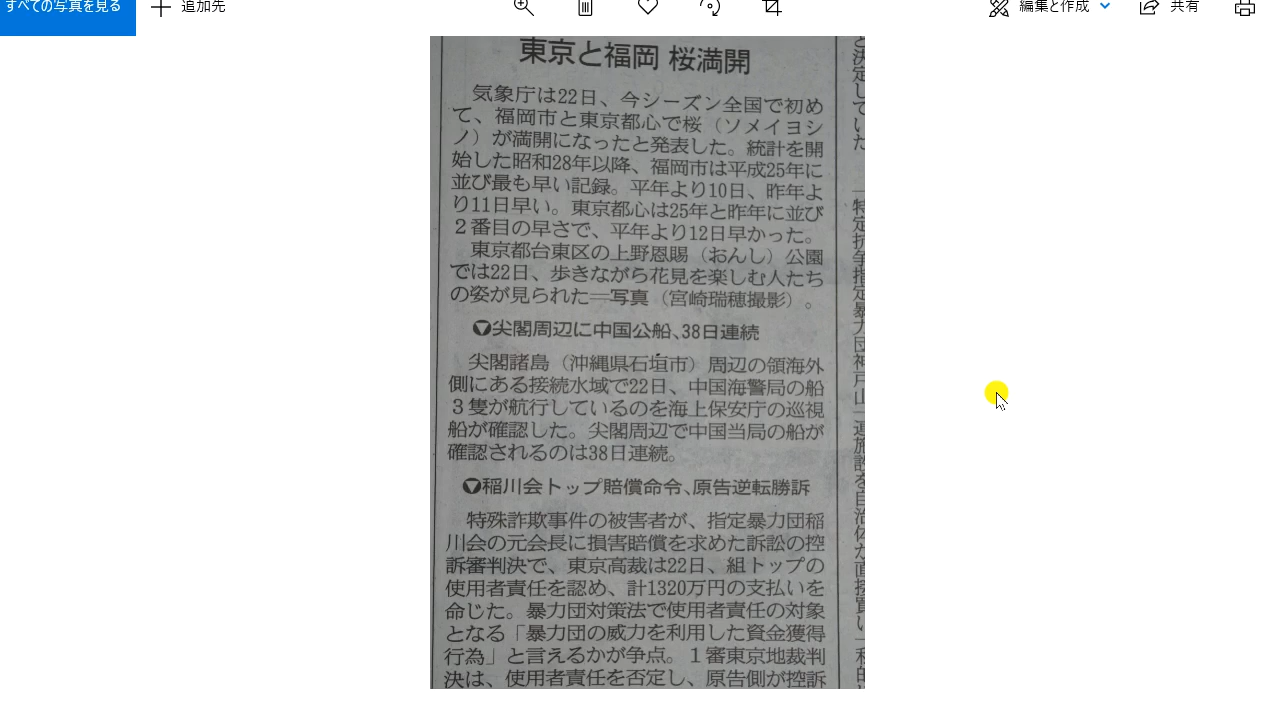 すべての写真を見る
追加先
編集と作成
共有
東京と福岡 桜満開
気象庁は22日、今シーズン全国で初め
て、福岡市と東京都心で桜（ソメイヨシ
ノ）が満開になったと発表した。統計を開
始した昭和28年以降、福岡市は平成25年に
並び最も早い記録。平年より10日、昨年よ
り11日早い。東京都心は25年と昨年に並び
２番目の早さで、平年より12日早かった。
東京都台東区の上野恩賜（おんし）公園
では22日、歩きながら花見を楽しむ人たち
の姿が見られた＝写真（宮崎瑞穂撮影）。
▼尖閣周辺に中国公船、38日連続
尖閣諸島（沖縄県石垣市）周辺の領海外
側にある接続水域で22日、中国海警局の船
３隻が航行しているのを海上保安庁の巡視
船が確認した。尖閣周辺で中国当局の船が
確認されるのは38日連続。
▼稲川会トップ賠償命令、原告逆転勝訴
特殊詐欺事件の被害者が、指定暴力団稲
川会の元会長に損害賠償を求めた訴訟の控
訴審判決で、東京高裁は22日、組トップの
使用者責任を認め、計1320万円の支払いを
命じた。暴力団対策法で使用者責任の対象
となる「暴力団の威力を利用した資金獲得
行為」と言えるかが争点。１審東京地裁判
決は、使用者責任を否定し、原告側が控訴